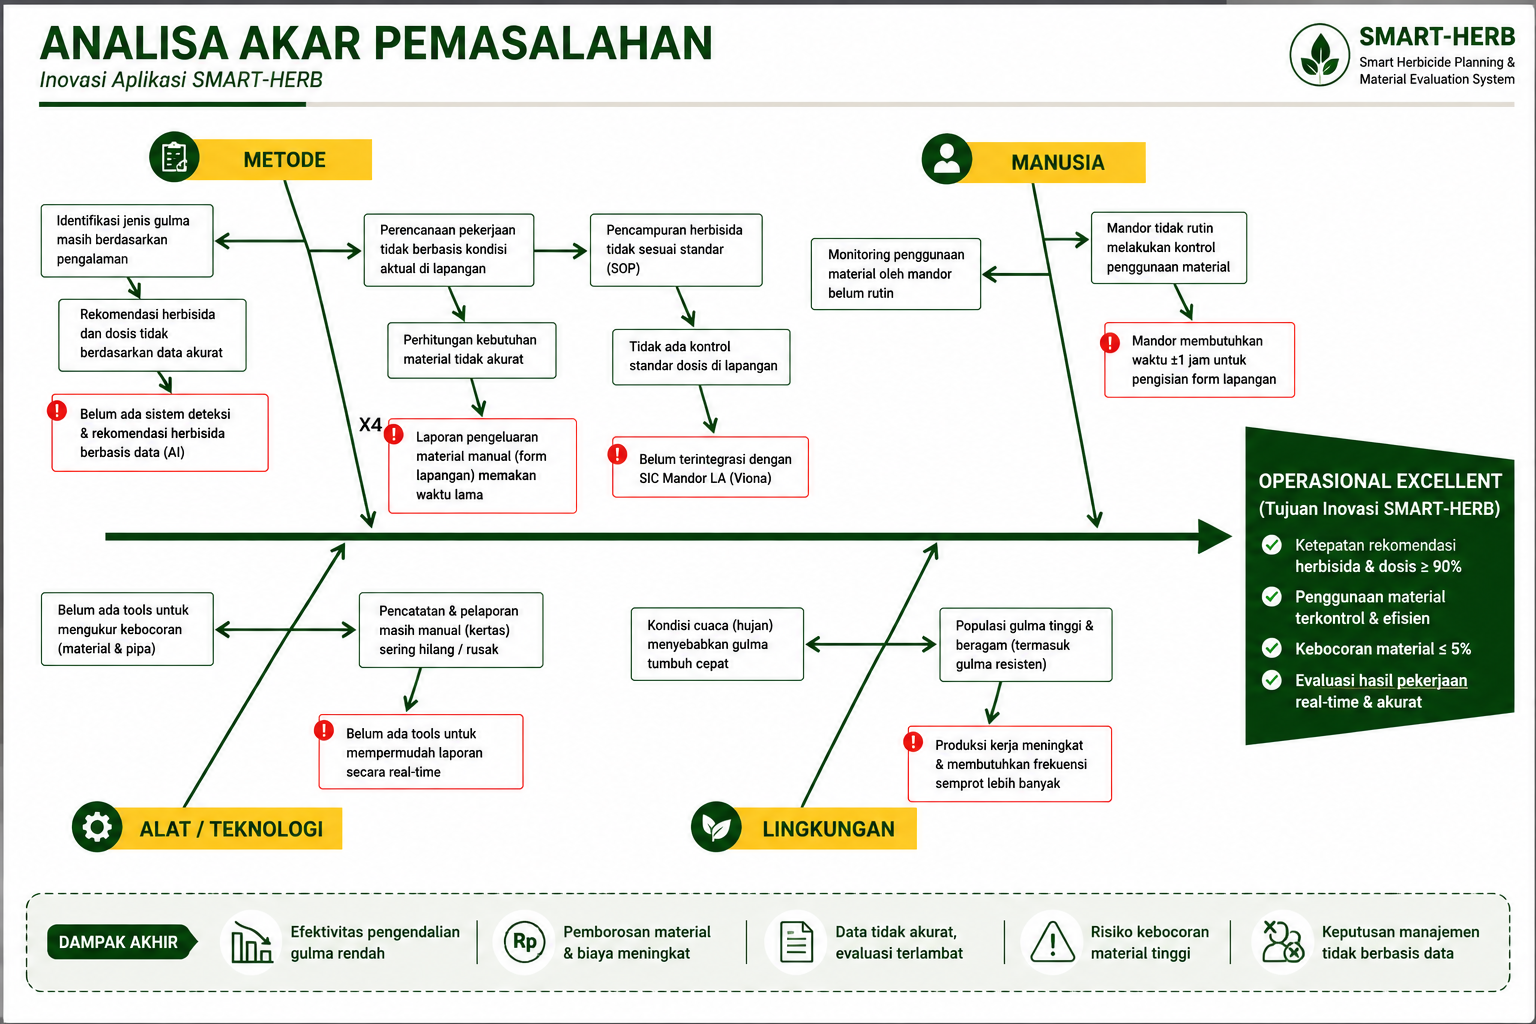 ANALISA AKAR PEMASALAHAN
Inovasi Aplikasi SMART-HERB
SMART-HERB
Smart Herbicide Planning &
Material Evaluation System
METODE
Identifikasi jenis gulma
masih berdasarkan
pengalaman
Rekomendasi herbisida
dan dosis tidak
berdasarkan data akurat
Belum ada sistem deteksi
& rekomendasi herbisida
berbasis data (AI)
Perencanaan pekerjaan
tidak berbasis kondisi
aktual di lapangan
Perhitungan kebutuhan
material tidak akurat
X4
Laporan pengeluaran
material manual (form
lapangan) memakan
waktu lama
Pencampuran herbisida
tidak sesuai standar
(SOP)
Tidak ada kontrol
standar dosis di lapangan
Belum terintegrasi dengan
SIC Mandor LA (Viona)
MANUSIA
Monitoring penggunaan
material oleh mandor
belum rutin
Mandor tidak rutin
melakukan kontrol
penggunaan material
Mandor membutuhkan
waktu ±1 jam untuk
pengisian form lapangan
OPERASIONAL EXCELLENT
(Tujuan Inovasi SMART-HERB)
Ketepatan rekomendasi
herbisida & dosis ≥ 90%
Penggunaan material
terkontrol & efisien
Kebocoran material ≤ 5%
Evaluasi hasil pekerjaan
real-time & akurat
Belum ada tools untuk
mengukur kebocoran
(material & pipa)
Pencatatan & pelaporan
masih manual (kertas)
sering hilang / rusak
Belum ada tools untuk
mempermudah laporan
secara real-time
ALAT / TEKNOLOGI
Kondisi cuaca (hujan)
menyebabkan gulma
tumbuh cepat
Populasi gulma tinggi &
beragam (termasuk
gulma resisten)
Produksi kerja meningkat
& membutuhkan frekuensi
semprot lebih banyak
LINGKUNGAN
DAMPAK AKHIR
Efektivitas pengendalian
gulma rendah
Rp
Pemborosan material
& biaya meningkat
Data tidak akurat,
evaluasi terlambat
Risiko kebocoran
material tinggi
Keputusan manajemen
tidak berbasis data